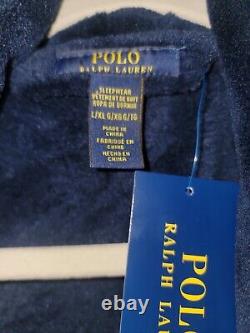 POLO
RALPH LAUREN
SLEEPWEAR
VÊTEMENT DE NUIT
ROPA DE DORMIR
L/XL G/XG G/TG
MADE IN
CHINA
FABRIQUÉ EN
CHINE
HECHO EN
CHINA
POLO
RALPH LAU